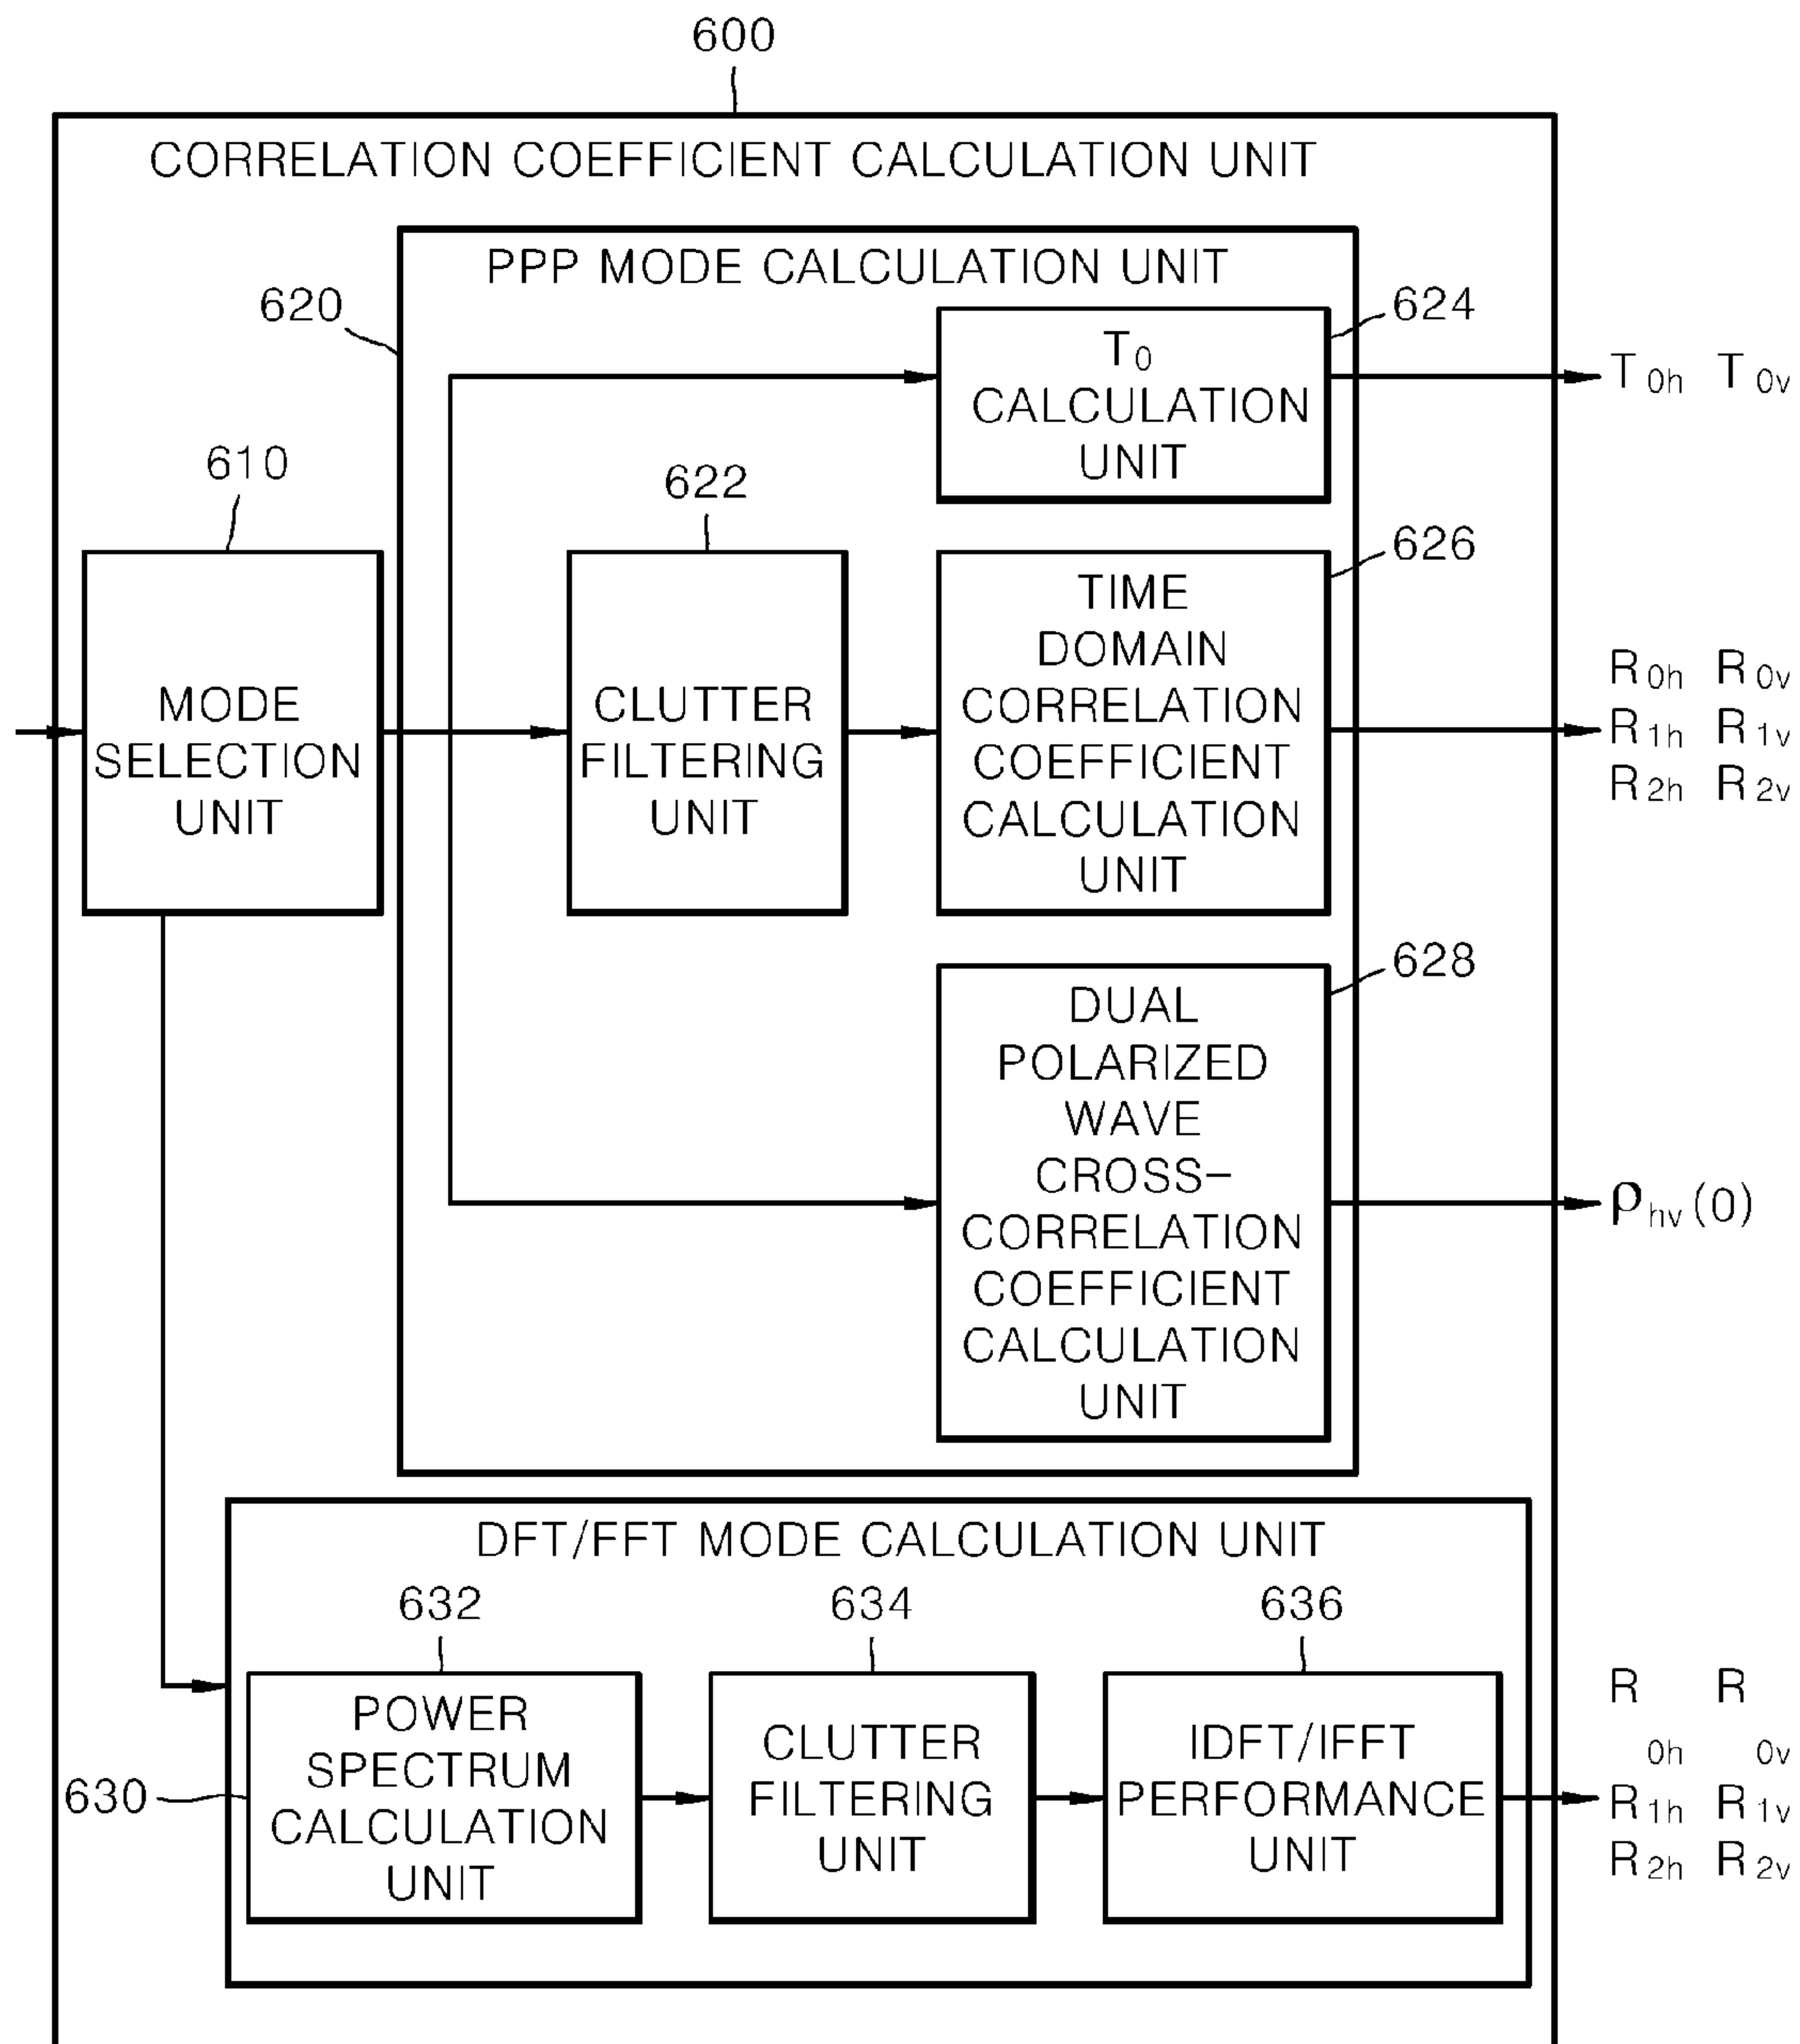 600
CORRELATION COEFFICIENT CALCULATION UNIT
PPP MODE CALCULATION UNIT
620
624
T0
CALCULATION
UNIT
T0h T0v
610
622
626
MODE
SELECTION
UNIT
CLUTTER
FILTERING
UNIT
TIME
DOMAIN
CORRELATION
COEFFICIENT
CALCULATION
UNIT
R0h R0v
R1h R1v
R2h R2v
628
DUAL
POLARIZED
WAVE
CROSS-
CORRELATION
COEFFICIENT
CALCULATION
UNIT
ρhv(0)
DFT/FFT MODE CALCULATION UNIT
632
634
636
630
POWER
SPECTRUM
CALCULATION
UNIT
CLUTTER
FILTERING
UNIT
IDFT/IFFT
PERFORMANCE
UNIT
R R
0h 0v
R1h R1v
R2h R2v